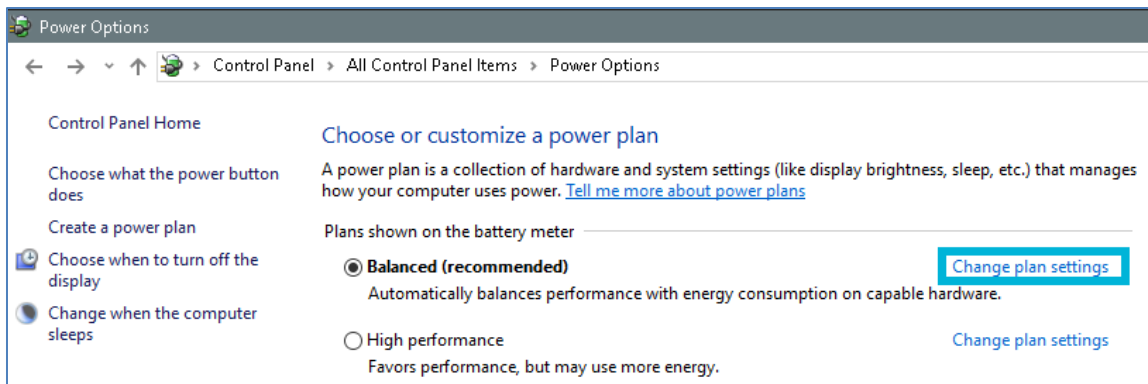 Power Options
Control Panel > All Control Panel Items > Power Options
Control Panel Home
Choose what the power button
does
Create a power plan
Choose when to turn off the
display
Change when the computer
sleeps
Choose or customize a power plan
A power plan is a collection of hardware and system settings (like display brightness, sleep, etc.) that manages
how your computer uses power. Tell me more about power plans
Plans shown on the battery meter
Balanced (recommended) Change plan settings
Automatically balances performance with energy consumption on capable hardware.
High performance Change plan settings
Favors performance, but may use more energy.